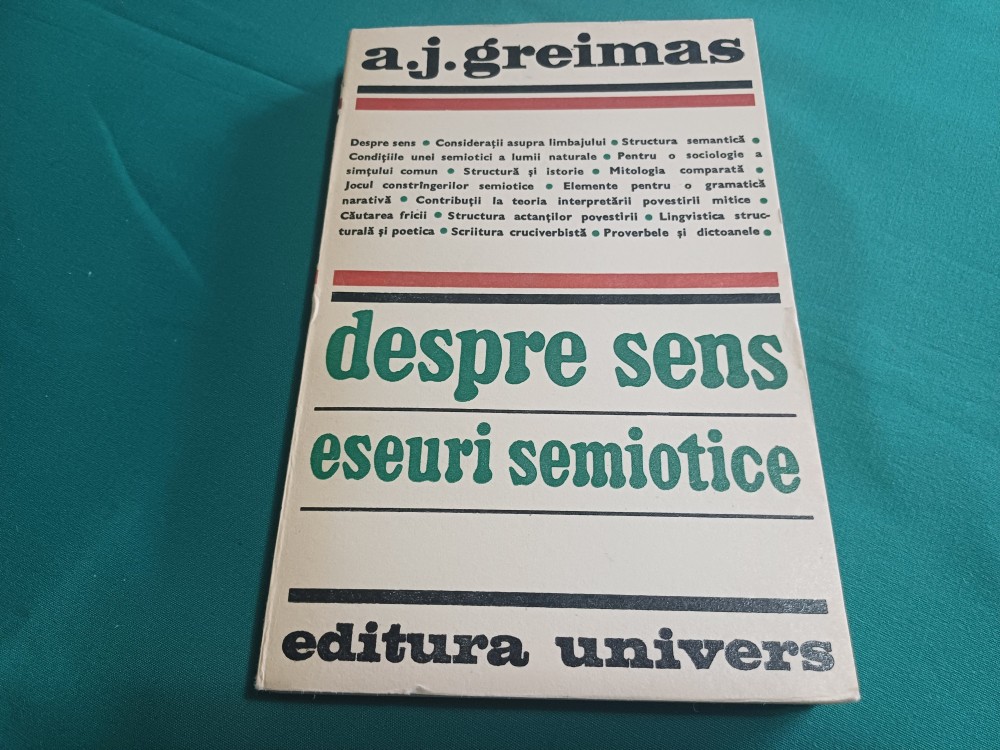 a.j.greimas
Despre sens ● Considerații asupra limbajului ● Structura semantică ●
Condițiile unei semiotici a lumii naturale ● Pentru o sociologie a
simțului comun ● Structură și istorie ● Mitologia comparată ●
Jocul constrîngerilor semiotice ● Elemente pentru o gramatică
narativă ● Contribuții la teoria interpretării povestirii mitice ●
Căutarea fricii ● Structura actanților povestirii ● Lingvistica struc-
turală și poetica ● Scriitura cruciverbistă ● Proverbele și dictoanele ●
despre sens
eseuri semiotice
editura univers